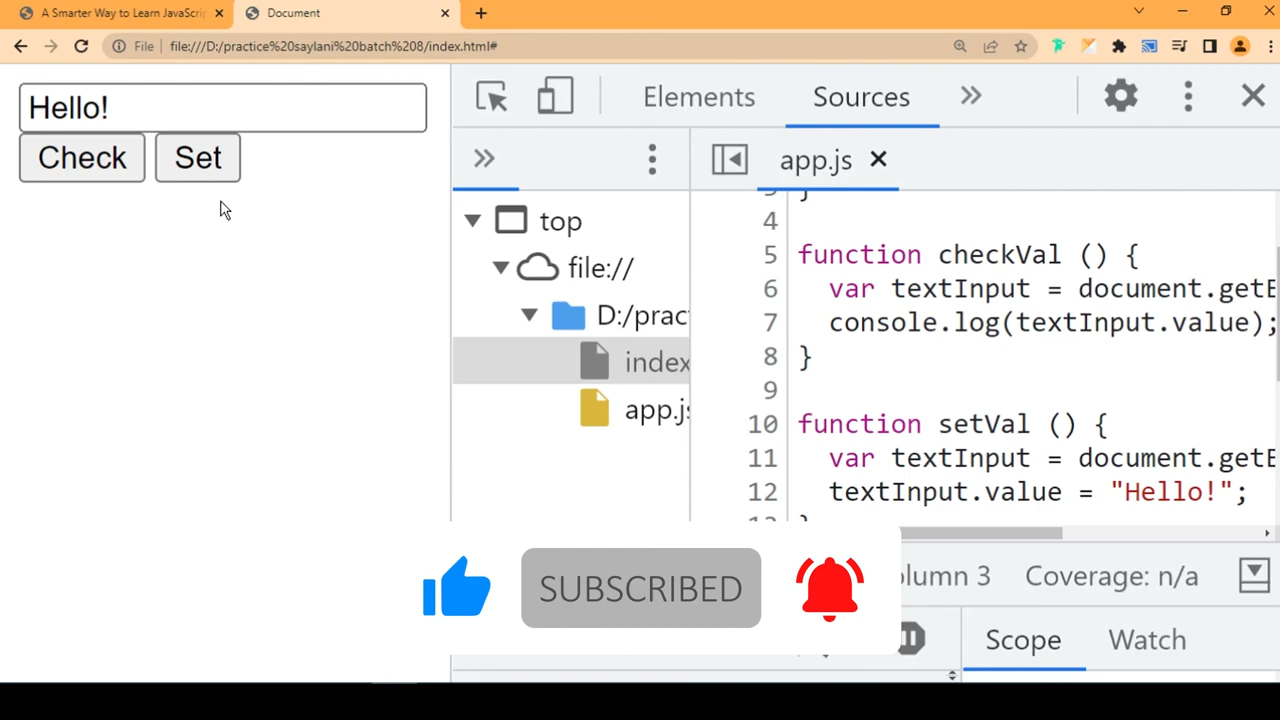 A Smarter Way to Learn JavaScrip
Document
File
file:///D:/practice%20saylani%20batch%208/index.html#
Hello!
Check
Set
Elements
Sources
app.js
top
file://
D:/prac
index
app.js
4
5 function checkVal () {
6 var textInput = document.getE
7 console.log(textInput.value);
8 }
9
10 function setVal () {
11 var textInput = document.getE
12 textInput.value = "Hello!";
SUBSCRIBED
olumn 3
Coverage: n/a
Scope
Watch